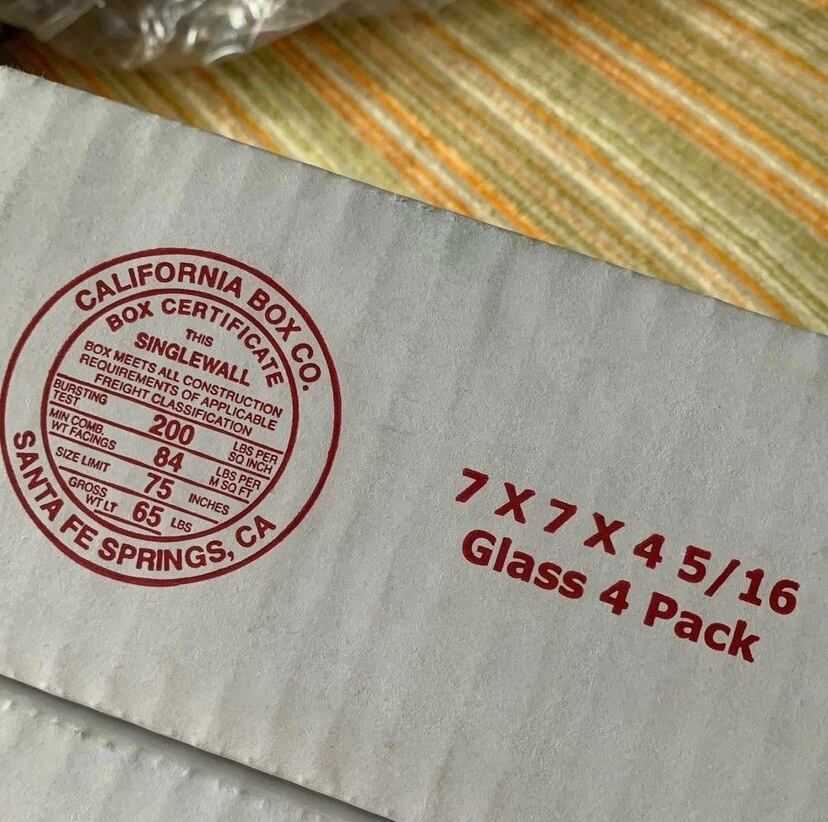 CALIFORNIA BOX CO.
BOX CERTIFICATE
THIS
SINGLEWALL
BOX MEETS ALL CONSTRUCTION
REQUIREMENTS OF APPLICABLE
FREIGHT CLASSIFICATION
BURSTING TEST 200 LBS PER SQ INCH
MIN COMB. WT FACINGS 84 LBS PER M SQ FT
SIZE LIMIT 75 INCHES
GROSS WT LT 65 LBS
SANTA FE SPRINGS, CA
7 X 7 X 4 5/16
Glass 4 Pack